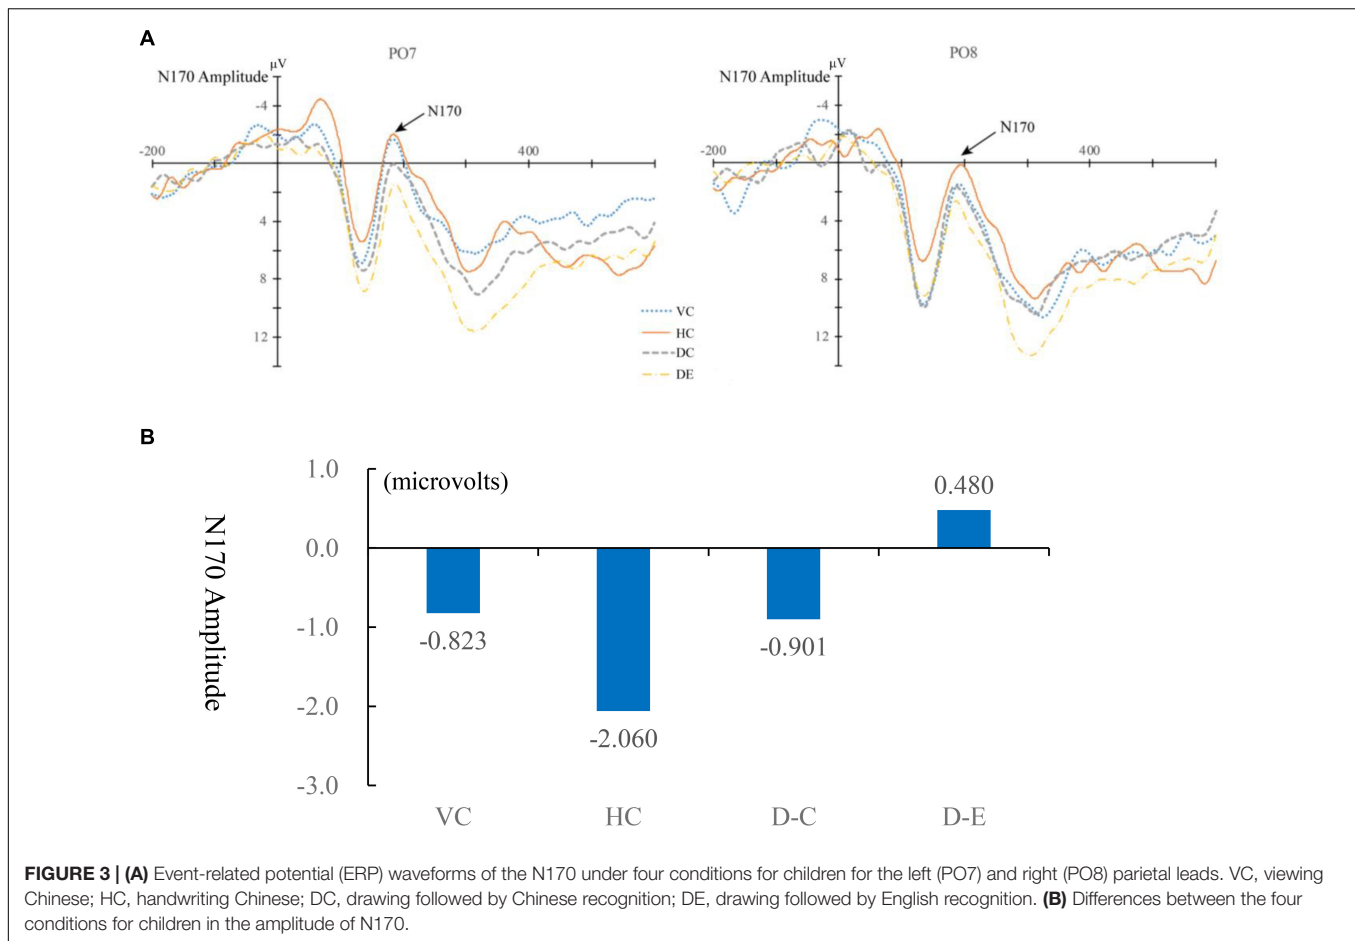 A
PO7
PO8
µV
N170 Amplitude
-4
N170
-200
400
4
8
12
µV
N170 Amplitude
-4
N170
-200
400
4
8
12
VC
HC
DC
DE
B
1.0
(microvolts)
0.480
0.0
N170 Amplitude
-1.0
-0.823
-0.901
-2.0
-2.060
-3.0
VC HC D-C D-E
FIGURE 3 | (A) Event-related potential (ERP) waveforms of the N170 under four conditions for children for the left (PO7) and right (PO8) parietal leads. VC, viewing
Chinese; HC, handwriting Chinese; DC, drawing followed by Chinese recognition; DE, drawing followed by English recognition. (B) Differences between the four
conditions for children in the amplitude of N170.